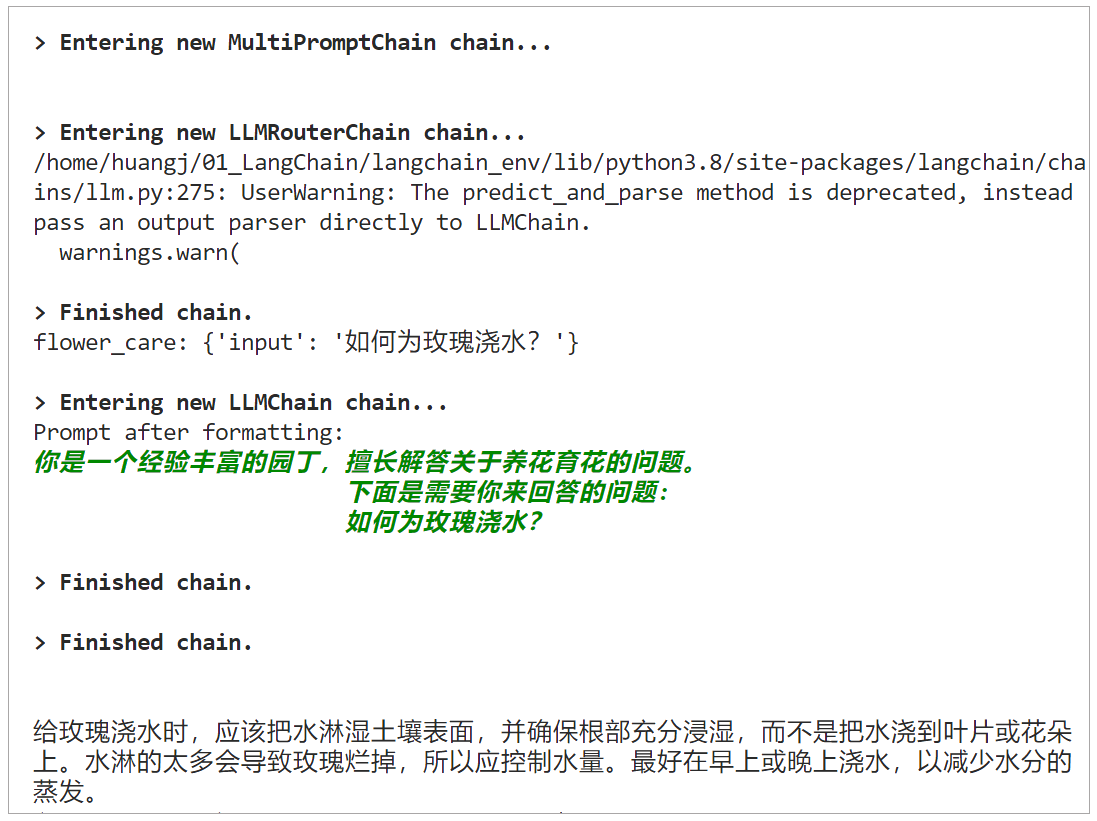 > Entering new MultiPromptChain chain...
> Entering new LLMRouterChain chain...
/home/huangj/01_LangChain/langchain_env/lib/python3.8/site-packages/langchain/cha
ins/llm.py:275: UserWarning: The predict_and_parse method is deprecated, instead
pass an output parser directly to LLMChain.
  warnings.warn(
> Finished chain.
flower_care: {'input': '如何为玫瑰浇水？'}
> Entering new LLMChain chain...
Prompt after formatting:
你是一个经验丰富的园丁，擅长解答关于养花育花的问题。
下面是需要你来回答的问题：
如何为玫瑰浇水？
> Finished chain.
> Finished chain.
给玫瑰浇水时，应该把水淋湿土壤表面，并确保根部充分浸湿，而不是把水浇到叶片或花朵
上。水淋的太多会导致玫瑰烂掉，所以应控制水量。最好在早上或晚上浇水，以减少水分的
蒸发。